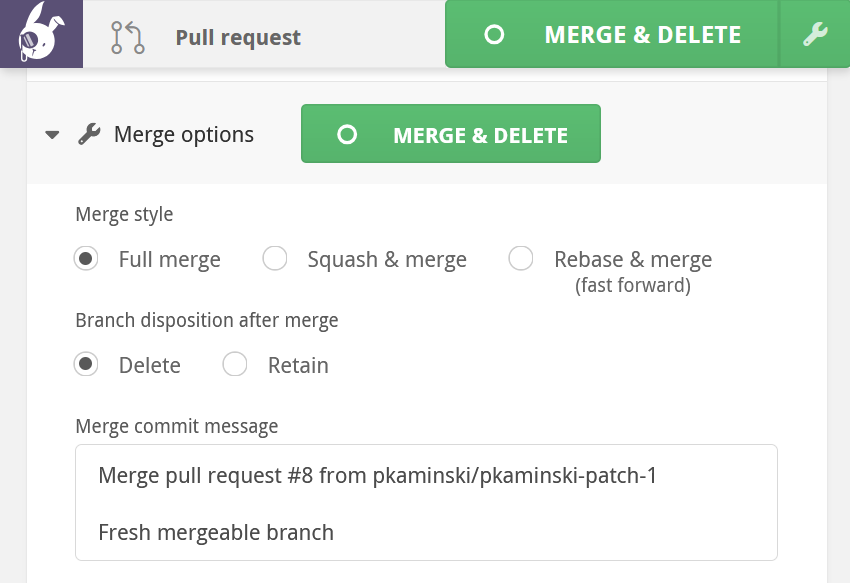 Pull request
MERGE & DELETE
Merge options
MERGE & DELETE
Merge style
Full merge
Squash & merge
Rebase & merge
(fast forward)
Branch disposition after merge
Delete
Retain
Merge commit message
Merge pull request #8 from pkaminski/pkaminski-patch-1
Fresh mergeable branch